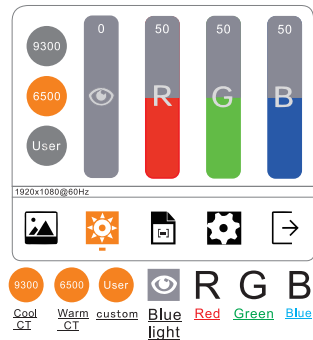 0 50 50 50
9300
6500
R G B
User
1920x1080@60Hz
9300 6500 User R G B
Cool CT Warm CT custom Blue light Red Green Blue